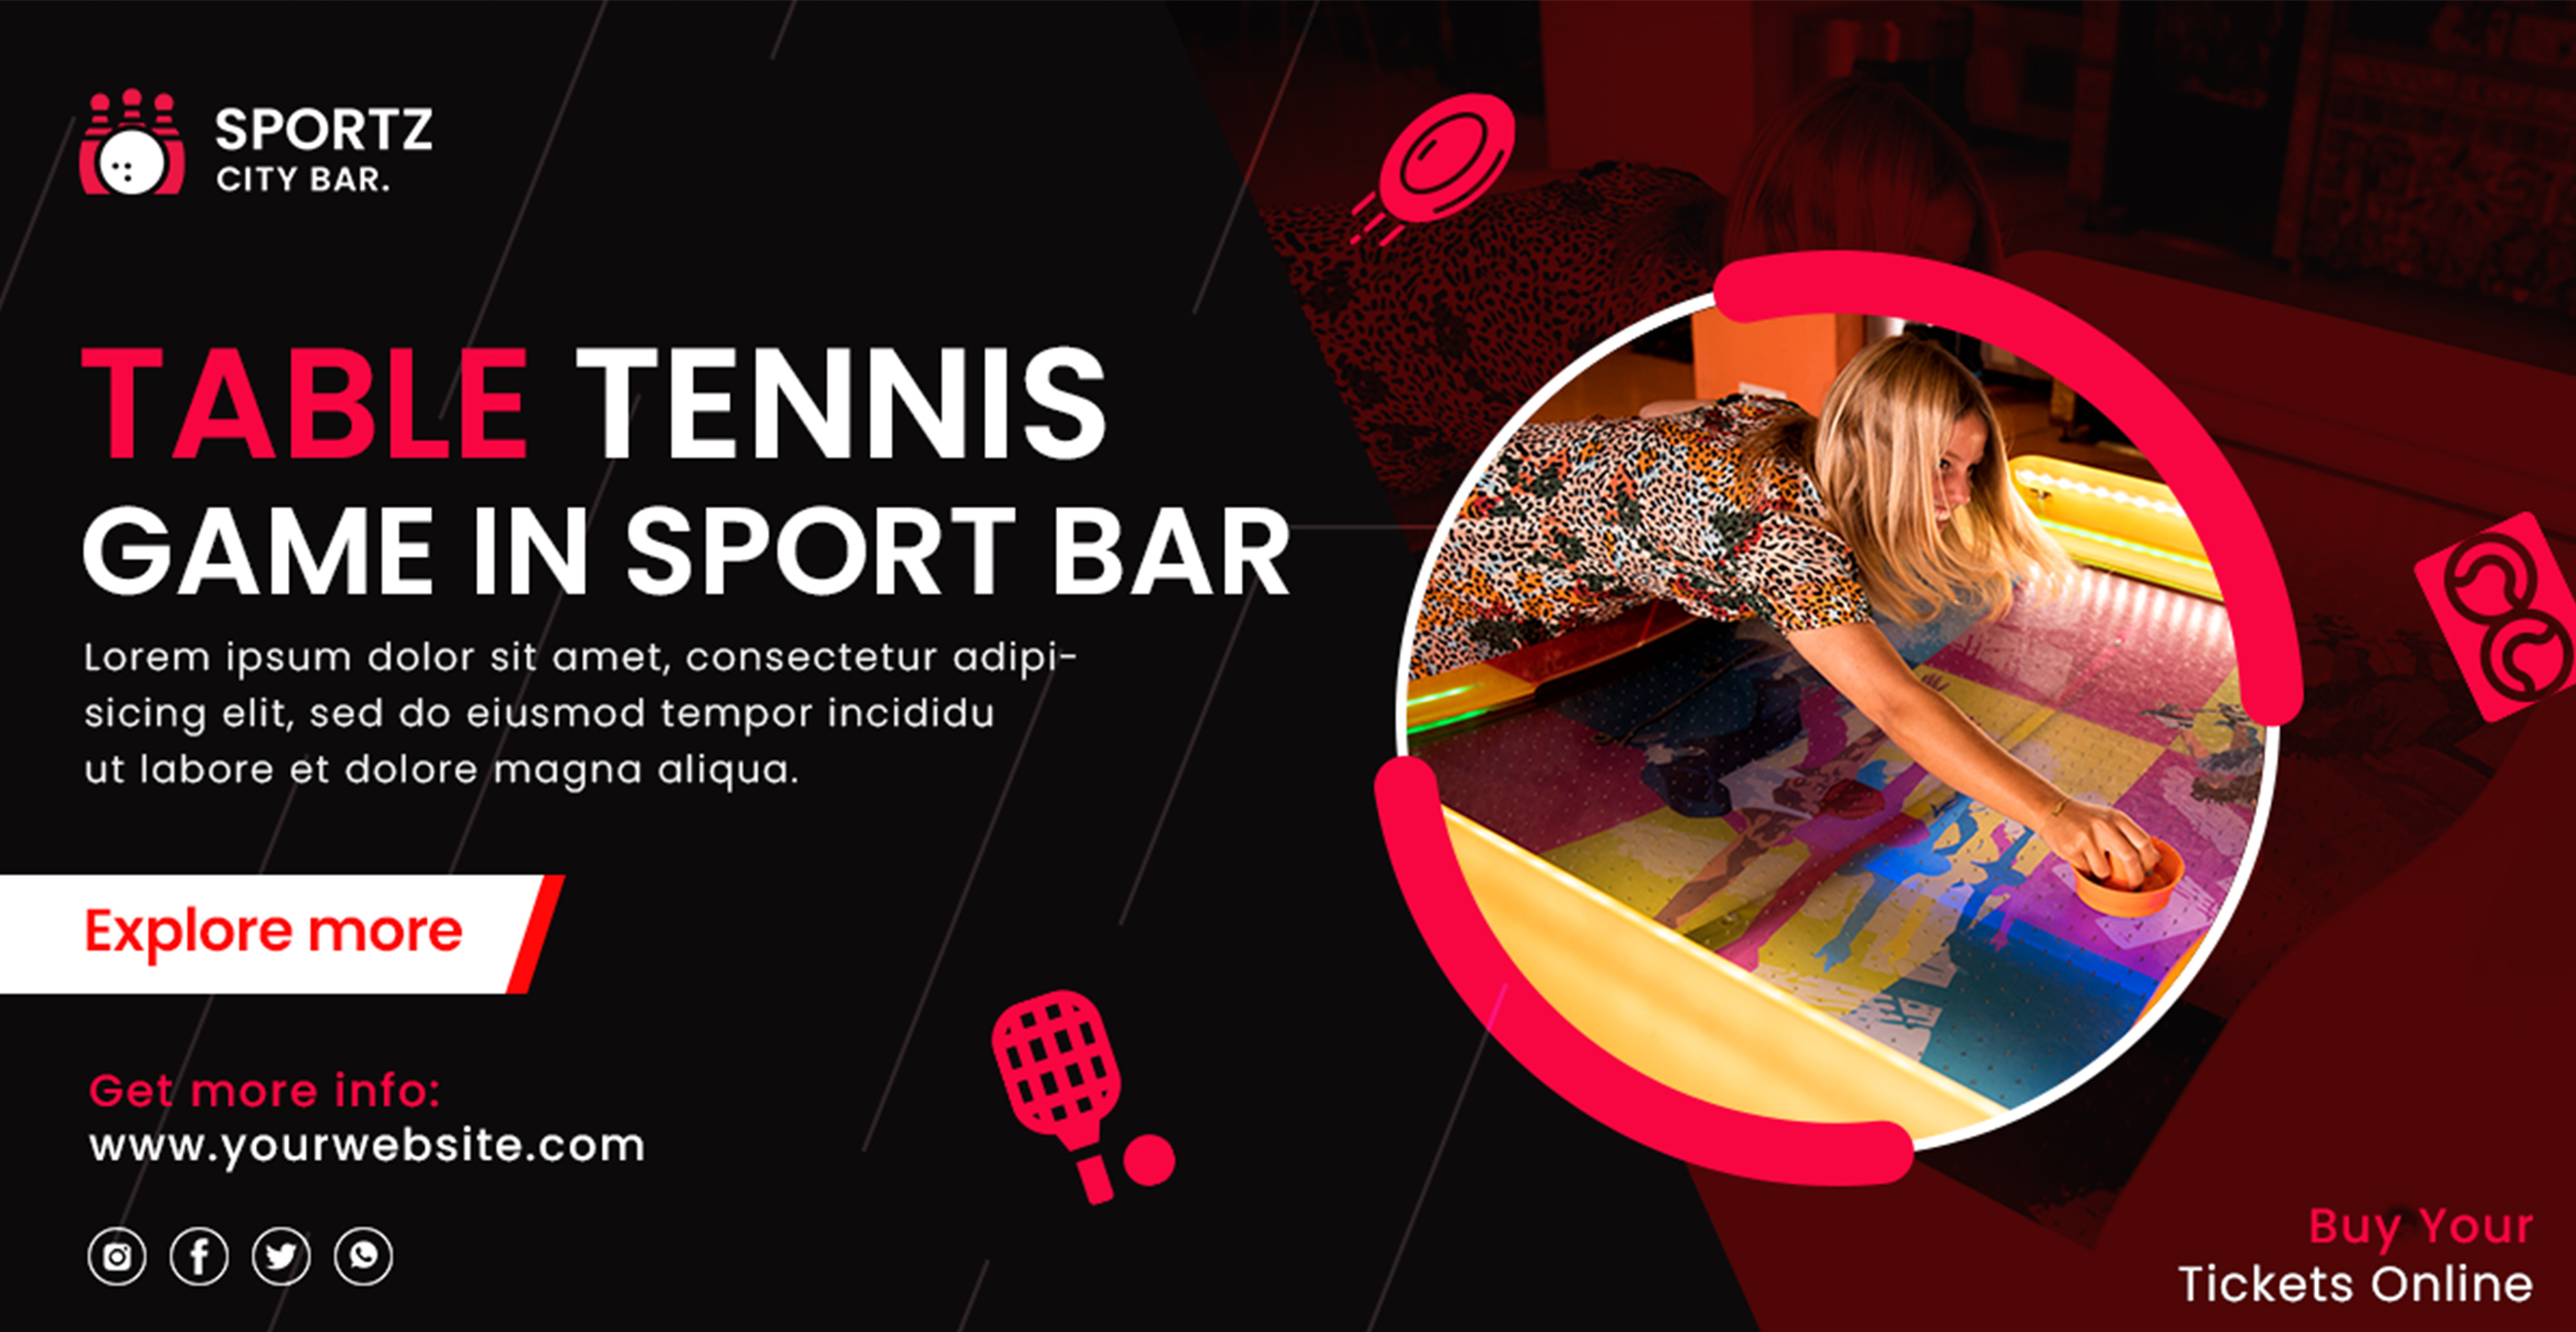 SPORTZ
CITY BAR.
TABLE TENNIS
GAME IN SPORT BAR
Lorem ipsum dolor sit amet, consectetur adipi-
sicing elit, sed do eiusmod tempor incididu
ut labore et dolore magna aliqua.
Explore more
Get more info:
www.yourwebsite.com
Buy Your
Tickets Online